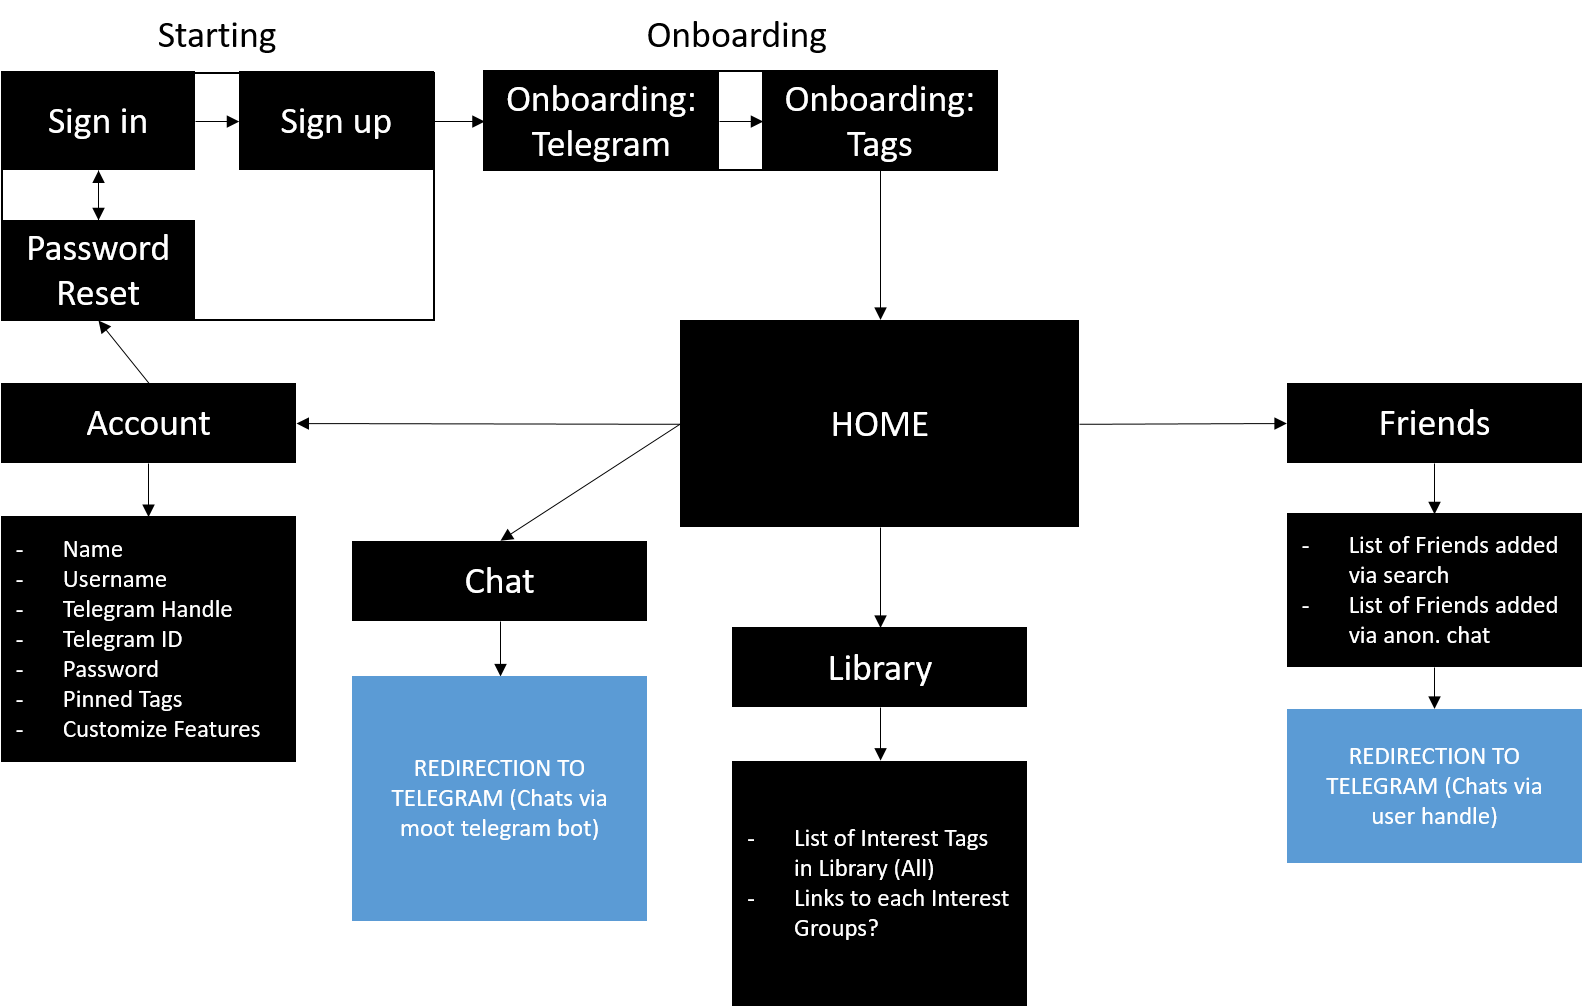 Starting
Onboarding
Sign in
Sign up
Onboarding:
Telegram
Onboarding:
Tags
Password
Reset
Account
HOME
Friends
- Name
- Username
- Telegram Handle
- Telegram ID
- Password
- Pinned Tags
- Customize Features
Chat
REDIRECTION TO
TELEGRAM (Chats via
moot telegram bot)
Library
- List of Interest Tags
in Library (All)
- Links to each Interest
Groups?
- List of Friends added
via search
- List of Friends added
via anon. chat
REDIRECTION TO
TELEGRAM (Chats via
user handle)